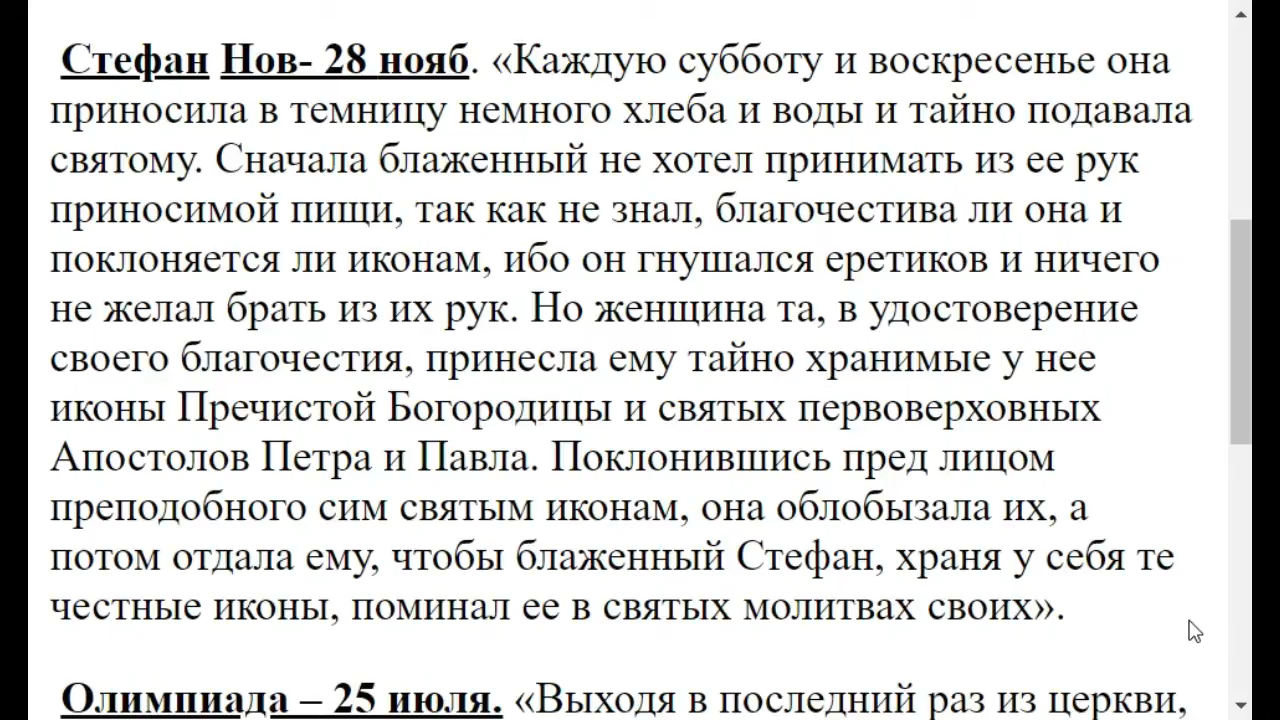 Стефан Нов- 28 нояб. «Каждую субботу и воскресенье она
приносила в темницу немного хлеба и воды и тайно подавала
святому. Сначала блаженный не хотел принимать из ее рук
приносимой пищи, так как не знал, благочестива ли она и
поклоняется ли иконам, ибо он гнушался еретиков и ничего
не желал брать из их рук. Но женщина та, в удостоверение
своего благочестия, принесла ему тайно хранимые у нее
иконы Пречистой Богородицы и святых первоверховных
Апостолов Петра и Павла. Поклонившись пред лицом
преподобного сим святым иконам, она облобызала их, а
потом отдала ему, чтобы блаженный Стефан, храня у себя те
честные иконы, поминал ее в святых молитвах своих».
Олимпиада – 25 июля. «Выходя в последний раз из церкви,